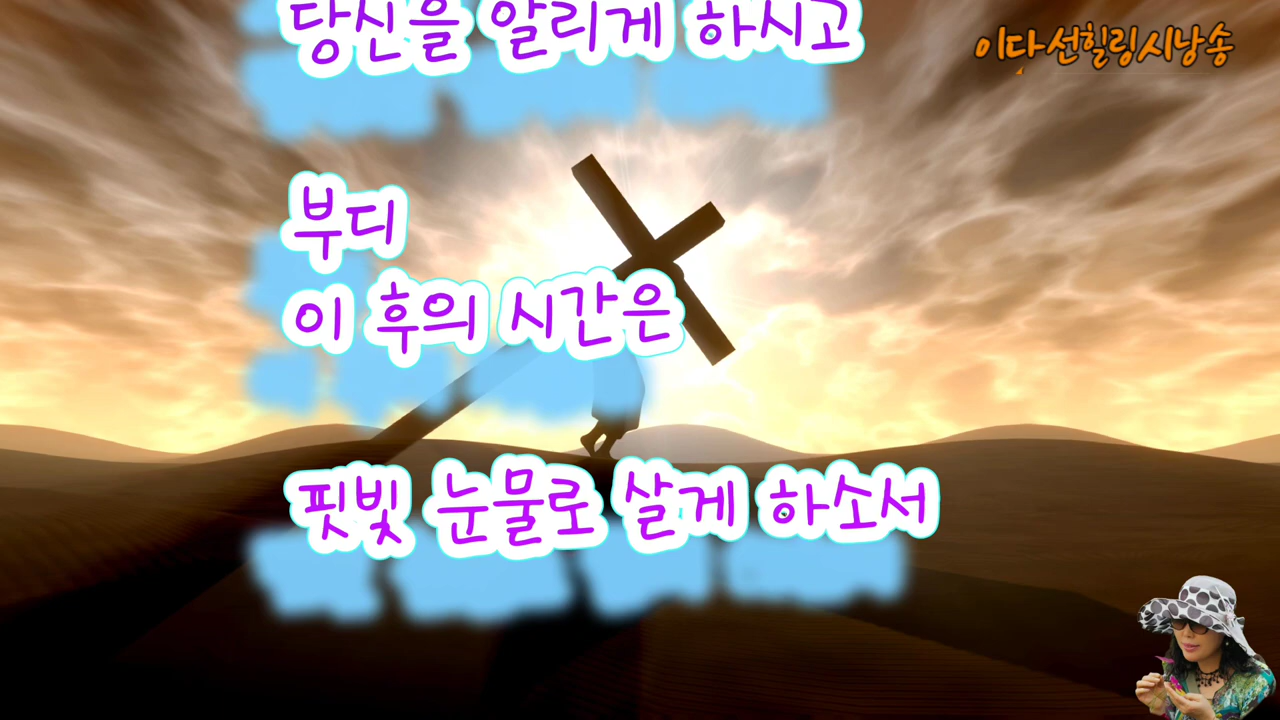 당신을 알리게 하시고
이다선힐링시낭송
부디
이 후의 시간은
핏빛 눈물로 살게 하소서